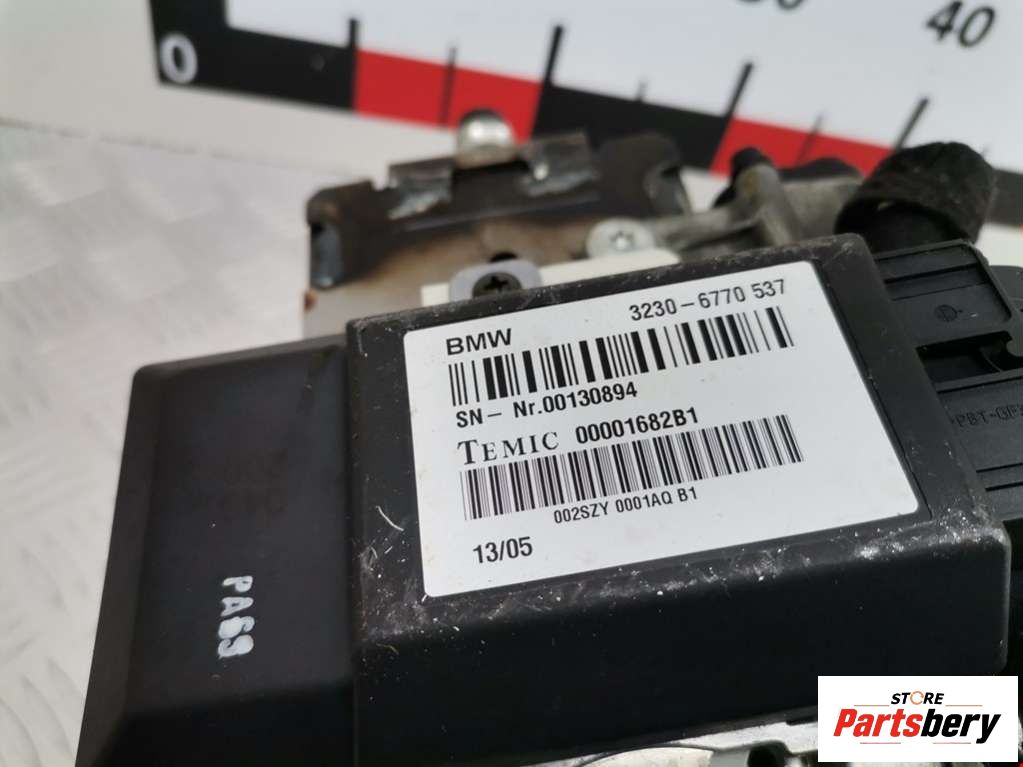 0
40
BMW 3230-6770 537
SN- Nr.00130894
TEMIC 00001682B1
002SZY 0001AQ B1
13/05
PASS
STORE
Partsbery